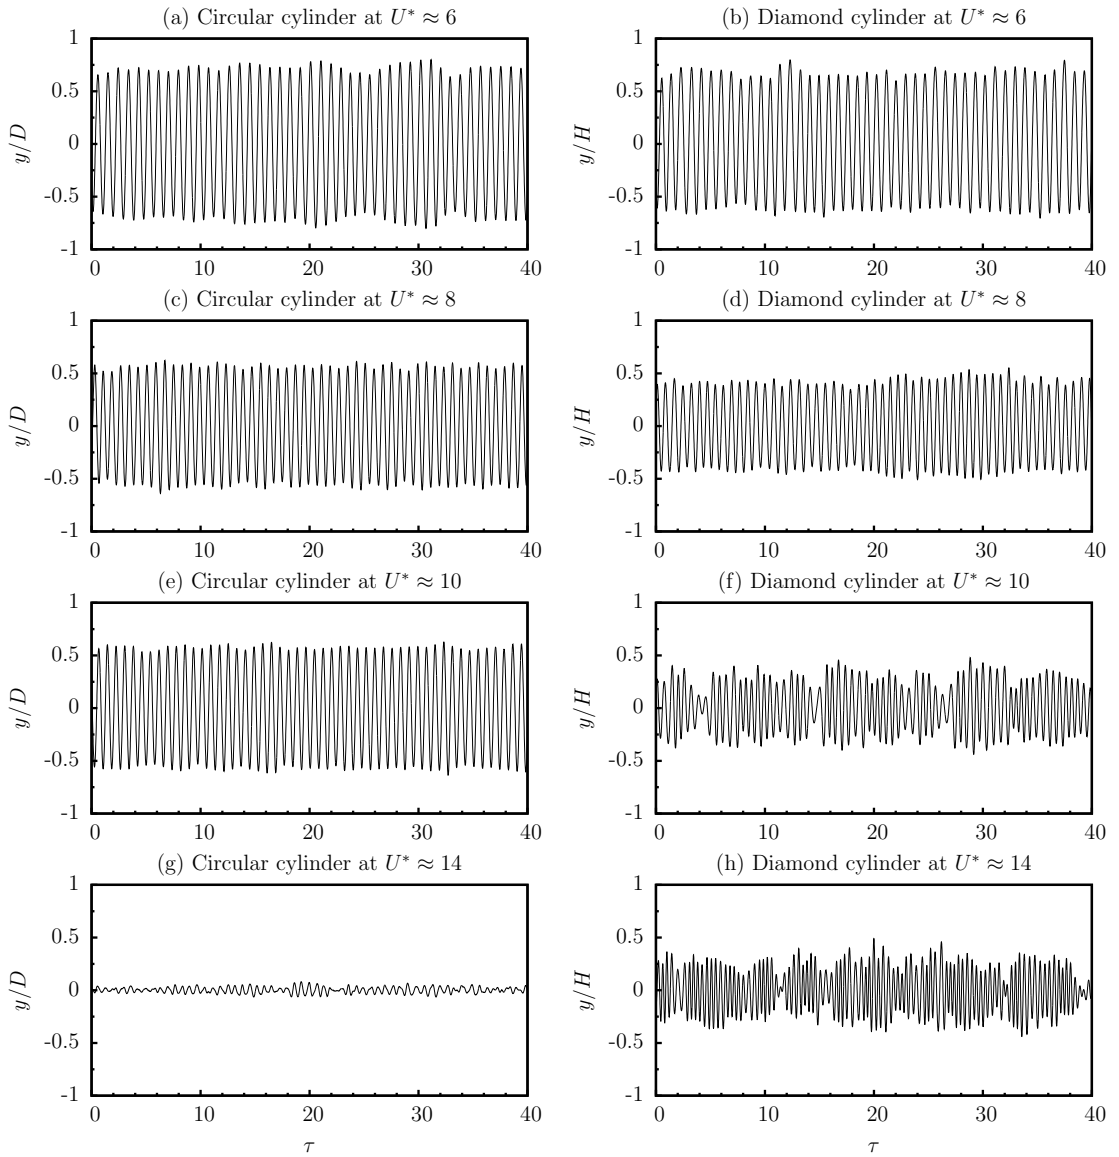 (a) Circular cylinder at U* ≈ 6
(b) Diamond cylinder at U* ≈ 6
1
0.5
0
-0.5
-1
y/D
0 10 20 30 40
1
0.5
0
-0.5
-1
y/H
0 10 20 30 40
(c) Circular cylinder at U* ≈ 8
(d) Diamond cylinder at U* ≈ 8
1
0.5
0
-0.5
-1
y/D
0 10 20 30 40
1
0.5
0
-0.5
-1
y/H
0 10 20 30 40
(e) Circular cylinder at U* ≈ 10
(f) Diamond cylinder at U* ≈ 10
1
0.5
0
-0.5
-1
y/D
0 10 20 30 40
1
0.5
0
-0.5
-1
y/H
0 10 20 30 40
(g) Circular cylinder at U* ≈ 14
(h) Diamond cylinder at U* ≈ 14
1
0.5
0
-0.5
-1
y/D
0 10 20 30 40
τ
1
0.5
0
-0.5
-1
y/H
0 10 20 30 40
τ